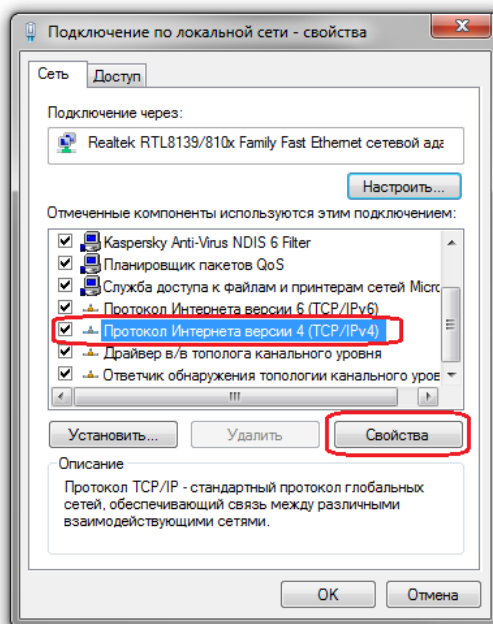 Подключение по локальной сети - свойства
Сеть
Доступ
Подключение через:
Realtek RTL8139/810x Family Fast Ethernet сетевой ада
Настроить...
Отмеченные компоненты используются этим подключением:
Kaspersky Anti-Virus NDIS 6 Filter
Планировщик пакетов QoS
Служба доступа к файлам и принтерам сетей Micro
Протокол Интернета версии 6 (TCP/IPv6)
Протокол Интернета версии 4 (TCP/IPv4)
Драйвер в/в тополога канального уровня
Ответчик обнаружения топологии канального уров
Установить...
Удалить
Свойства
Описание
Протокол TCP/IP - стандартный протокол глобальных
сетей, обеспечивающий связь между различными
взаимодействующими сетями.
OK
Отмена